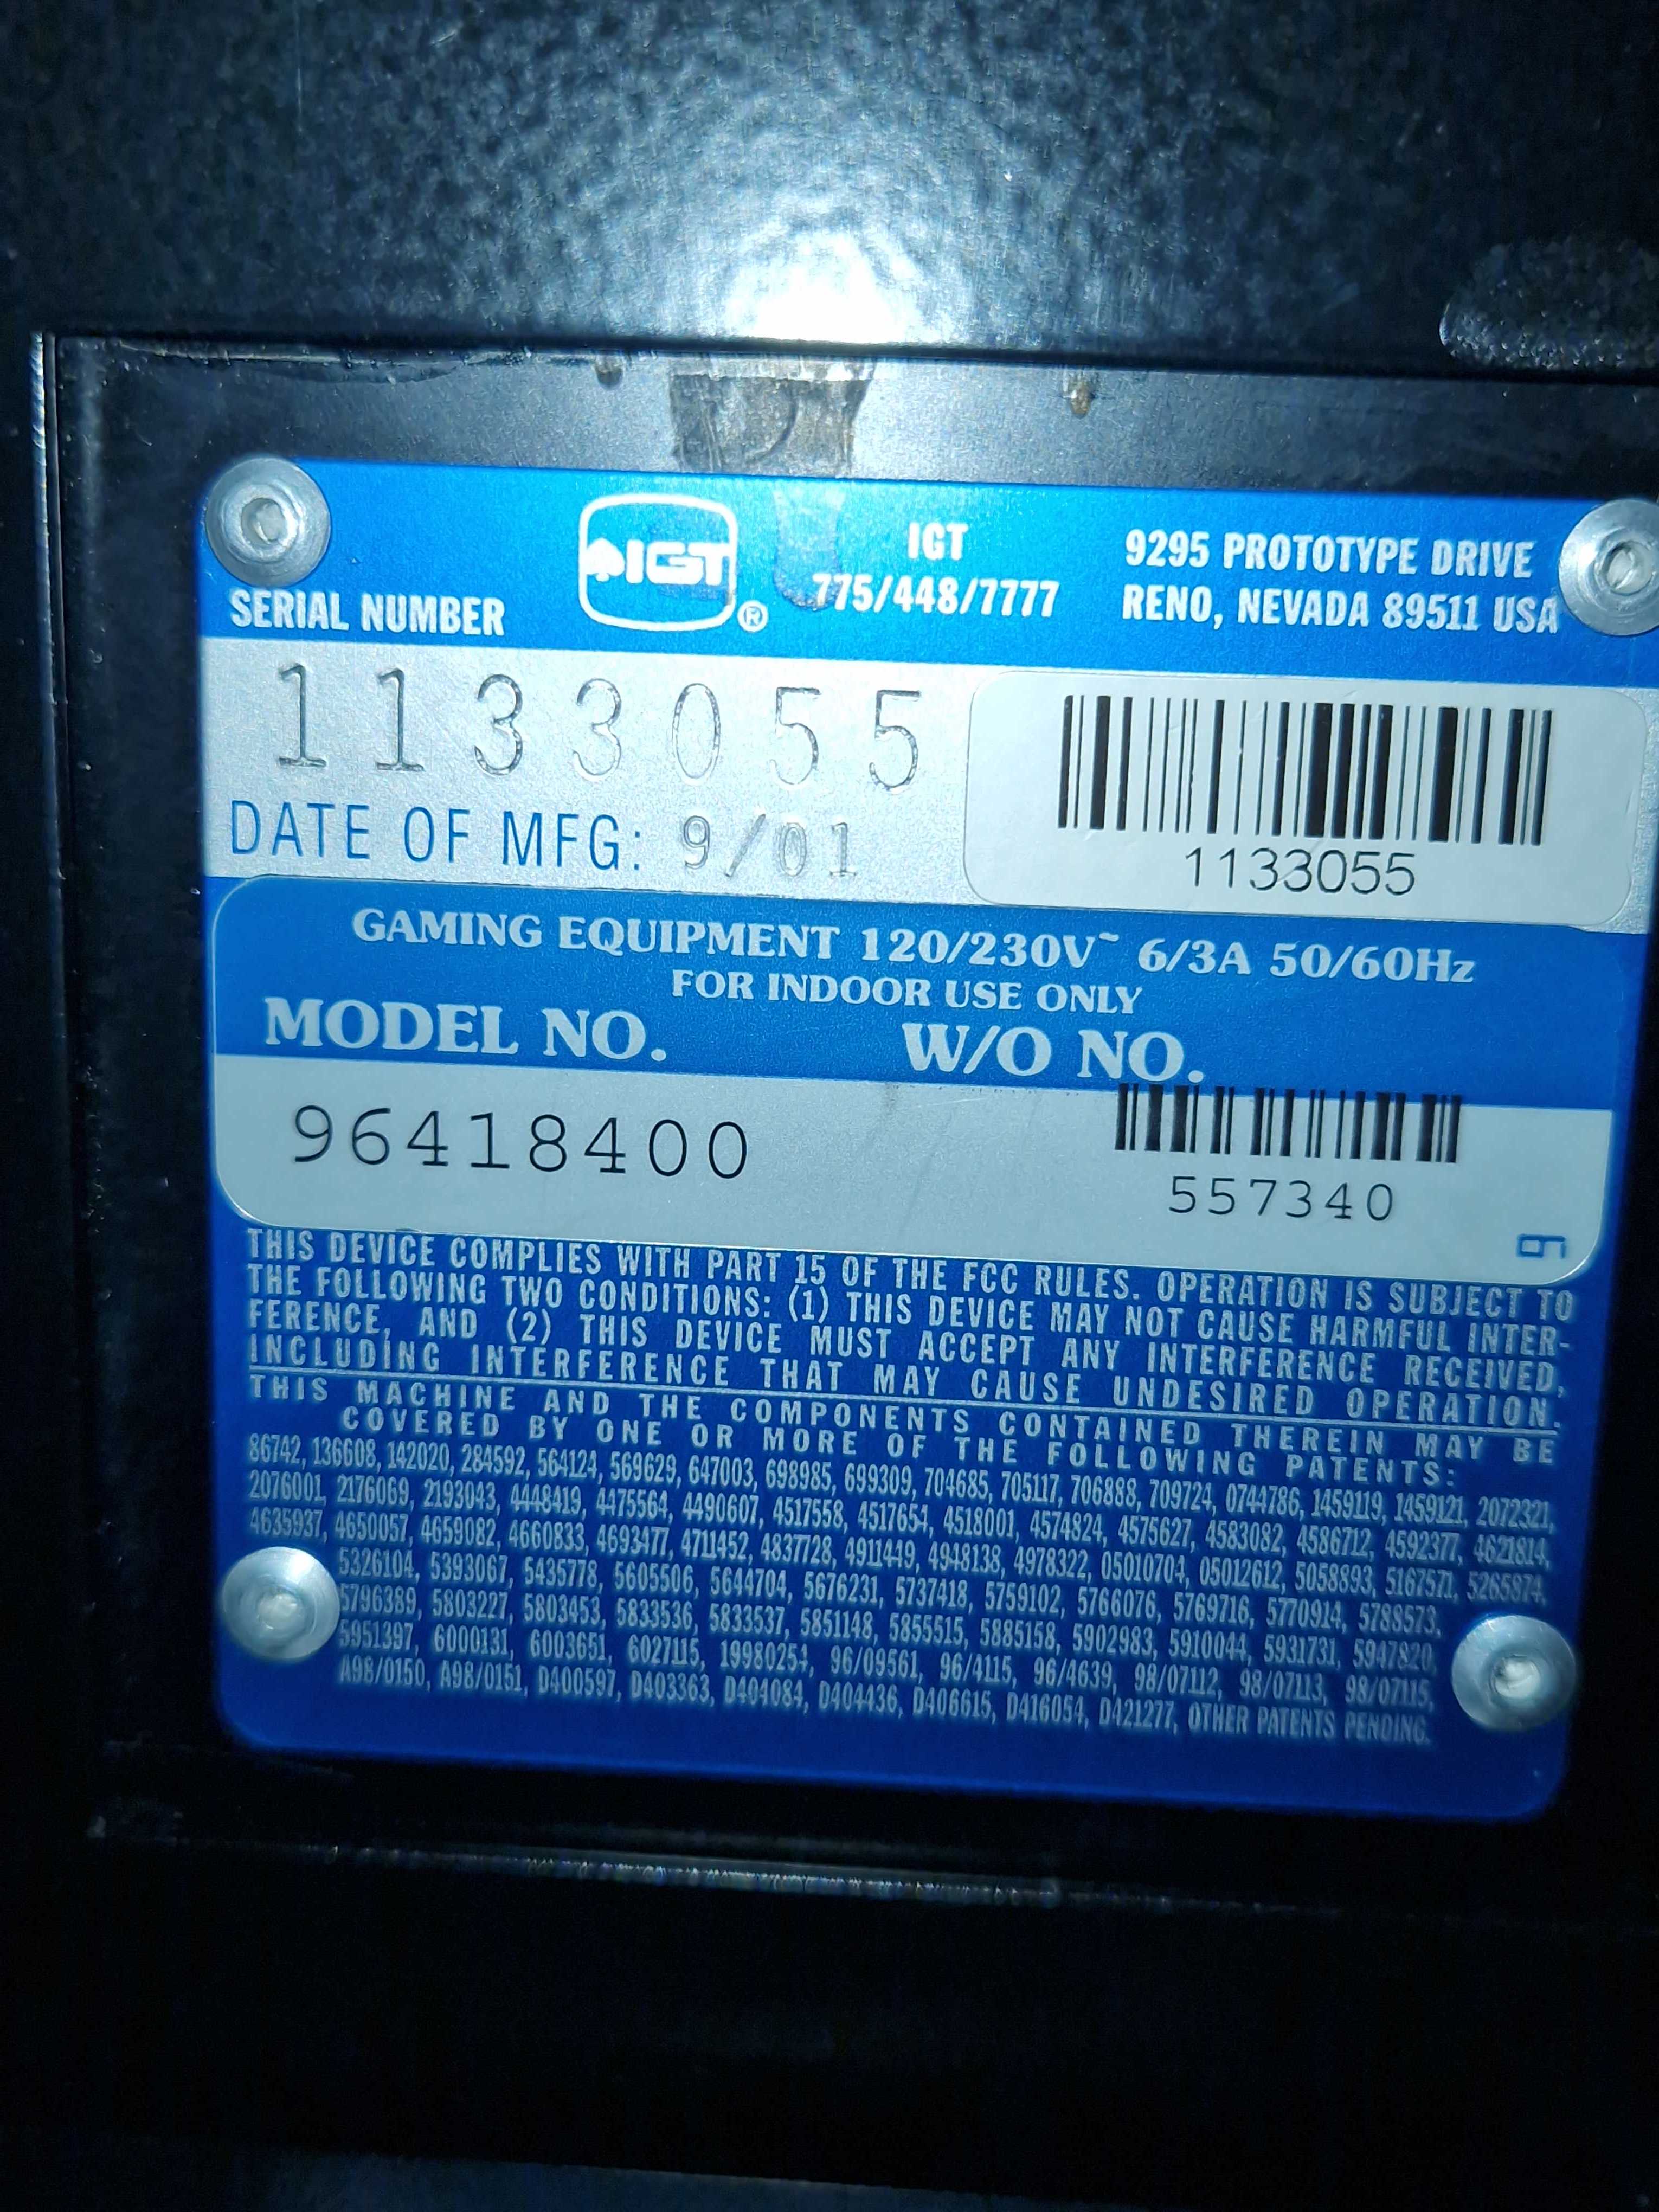 IGT ®
IGT
775/448/7777
9295 PROTOTYPE DRIVE
RENO, NEVADA 89511 USA
SERIAL NUMBER
1133055
1133055
DATE OF MFG: 9/01
GAMING EQUIPMENT 120/230V~ 6/3A 50/60Hz
FOR INDOOR USE ONLY
MODEL NO. W/O NO.
96418400
557340
9
THIS DEVICE COMPLIES WITH PART 15 OF THE FCC RULES. OPERATION IS SUBJECT TO
THE FOLLOWING TWO CONDITIONS: (1) THIS DEVICE MAY NOT CAUSE HARMFUL INTER-
FERENCE, AND (2) THIS DEVICE MUST ACCEPT ANY INTERFERENCE RECEIVED,
INCLUDING INTERFERENCE THAT MAY CAUSE UNDESIRED OPERATION.
THIS MACHINE AND THE COMPONENTS CONTAINED THEREIN MAY BE
COVERED BY ONE OR MORE OF THE FOLLOWING PATENTS:
86742, 136608, 142020, 284592, 564124, 569629, 647003, 698985, 699309, 704685, 705117, 706888, 709724, 0744786, 1459119, 1459121, 2072321,
2076001, 2176069, 2193043, 4448419, 4475564, 4490607, 4517558, 4517654, 4518001, 4574824, 4575627, 4583082, 4586712, 4592377, 4621814,
4635937, 4650057, 4659082, 4660833, 4693477, 4711452, 4837728, 4911449, 4948138, 4978322, 05010704, 05012612, 5058893, 5167571, 5265874,
5326104, 5393067, 5435778, 5605506, 5644704, 5676231, 5737418, 5759102, 5766076, 5769716, 5770914, 5788573,
5796389, 5803227, 5803453, 5833536, 5833537, 5851148, 5855515, 5885158, 5902983, 5910044, 5931731, 5947820,
5951397, 6000131, 6003651, 6027115, 19980254, 96/09561, 96/4115, 96/4639, 98/07112, 98/07113, 98/07115,
A98/0150, A98/0151, D400597, D403363, D404084, D404436, D406615, D416054, D421277, OTHER PATENTS PENDING.